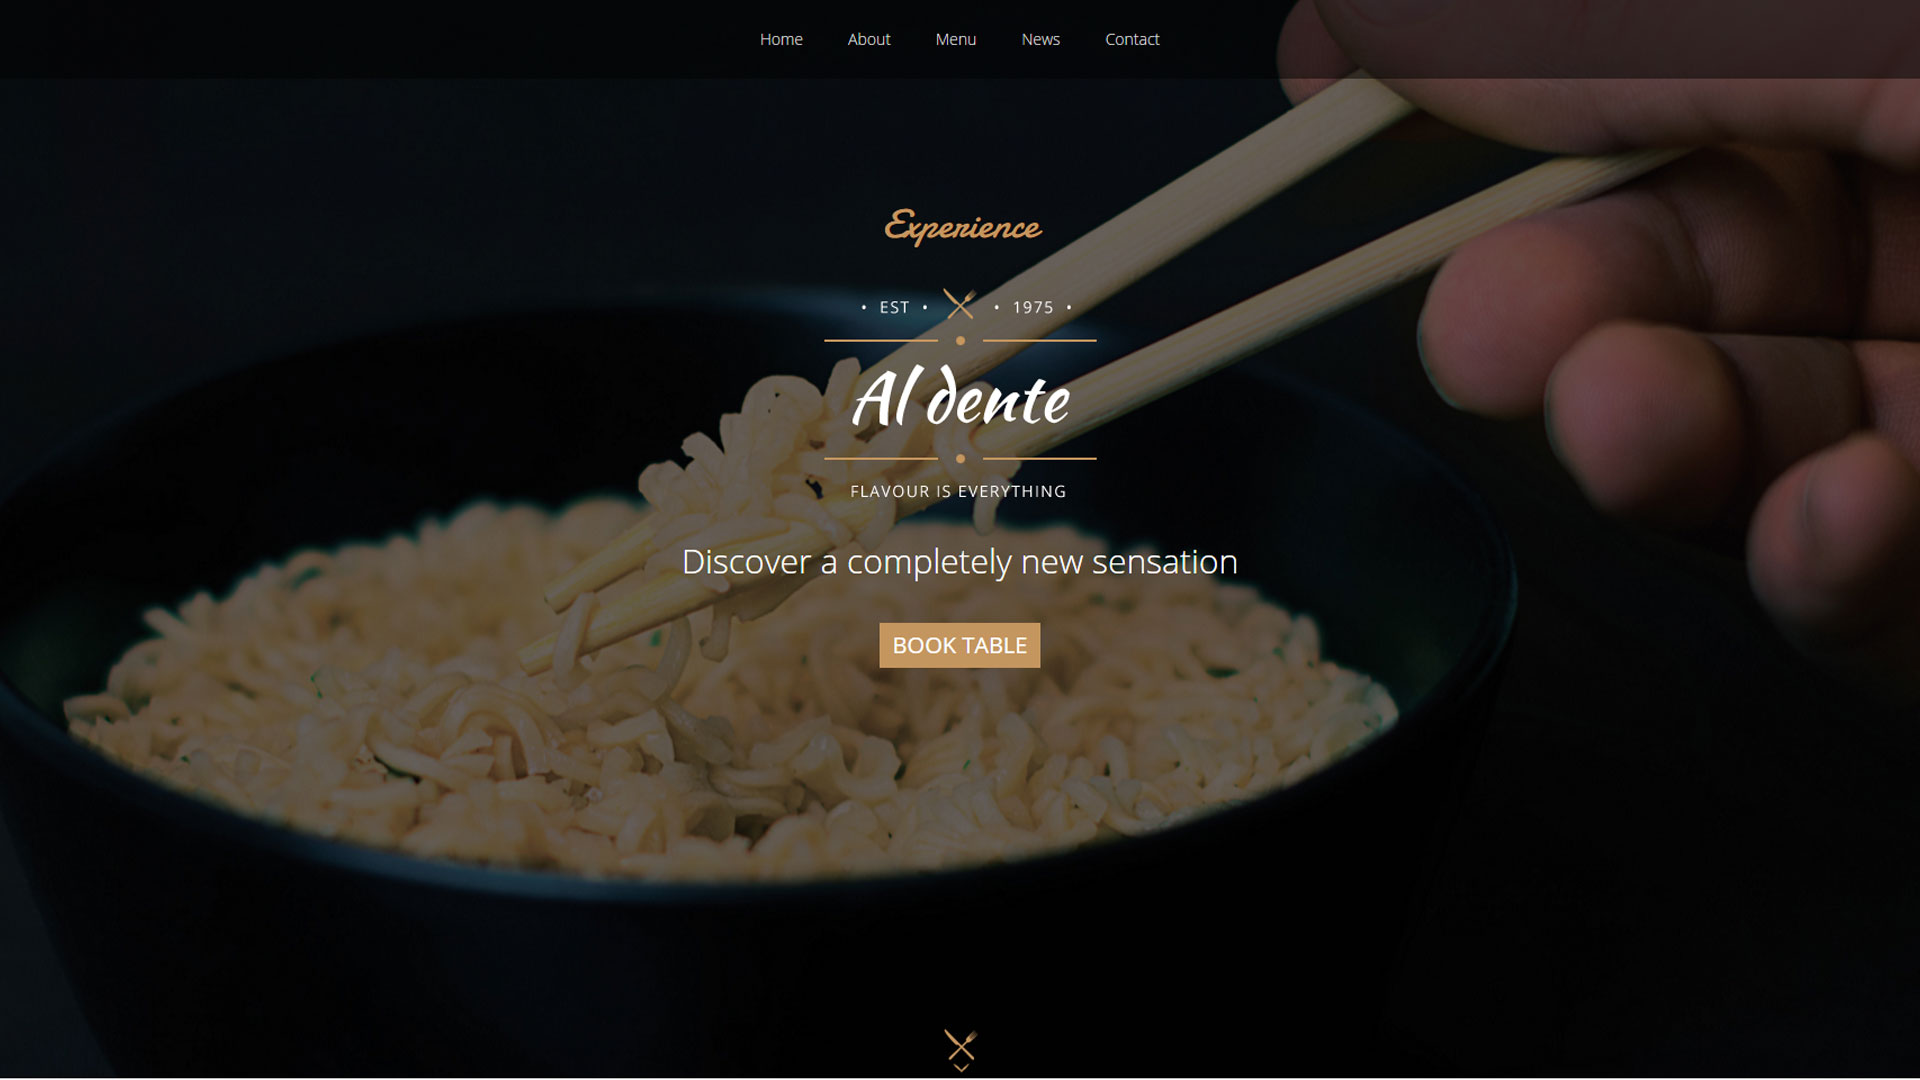 Home About Menu News Contact
Experience
• EST • • 1975 •
Al dente
FLAVOUR IS EVERYTHING
Discover a completely new sensation
BOOK TABLE